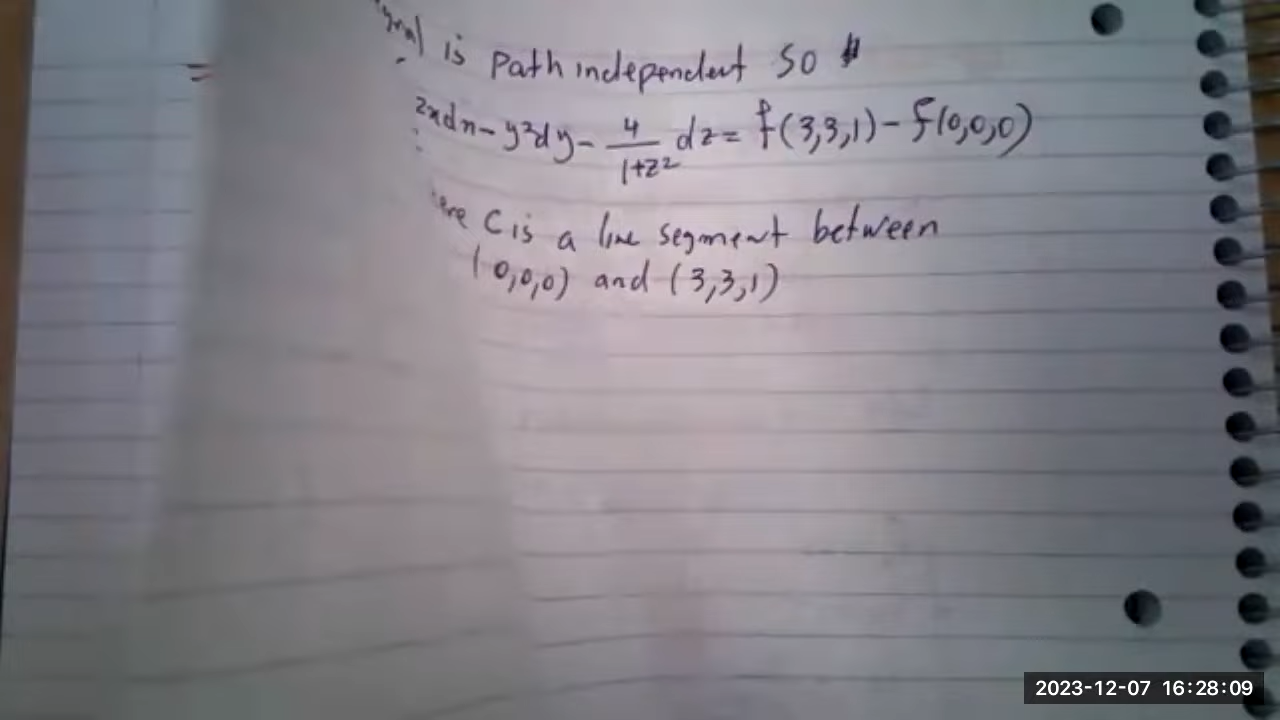 is Path independent so
2xdx - y²dy - 4/(1+z²) dz = f(3,3,1) - f(0,0,0)
C is a line segment between
(0,0,0) and (3,3,1)
2023-12-07 16:28:09